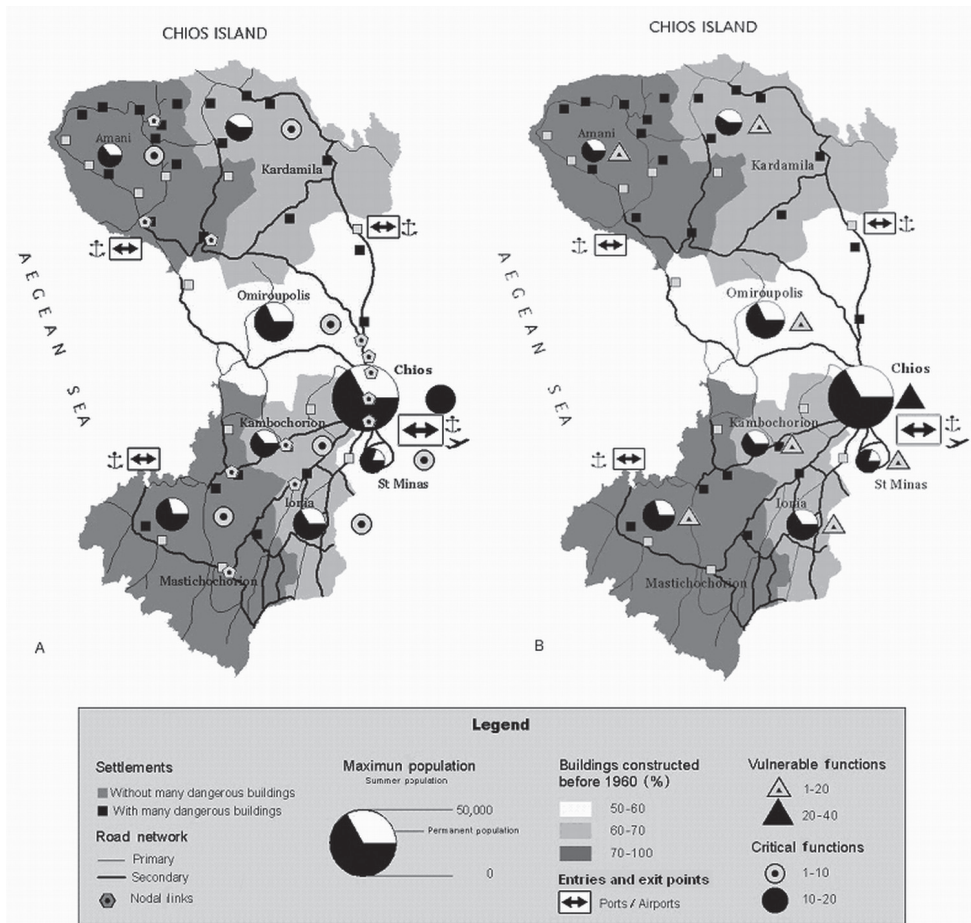 CHIOS ISLAND
Amani
Kardamila
AEGEAN SEA
Omiroupolis
Chios
Kambochorion
St Minas
Ionia
Mastichochorion
A
CHIOS ISLAND
Amani
Kardamila
AEGEAN SEA
Omiroupolis
Chios
Kambochorion
St Minas
Ionia
Mastichochorion
B
Legend
Settlements
Without many dangerous buildings
With many dangerous buildings
Road network
Primary
Secondary
Nodal links
Maximun population
Summer population
50,000
Permanent population
0
Buildings constructed
before 1960 (%)
50-60
60-70
70-100
Entries and exit points
Ports / Airports
Vulnerable functions
1-20
20-40
Critical functions
1-10
10-20